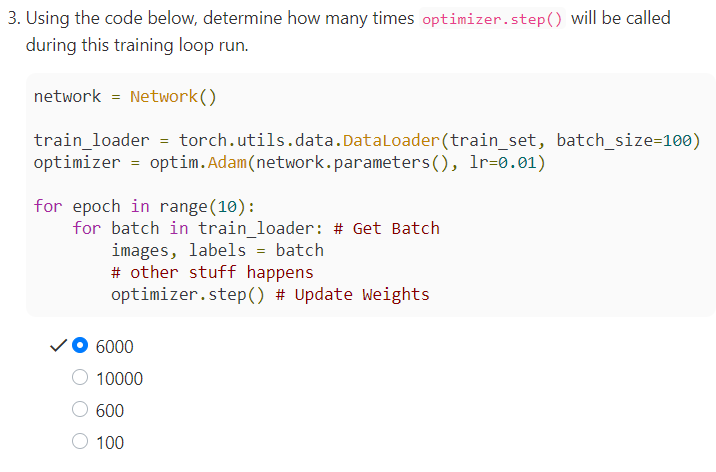 3. Using the code below, determine how many times optimizer.step() will be called
during this training loop run.
network = Network()
train_loader = torch.utils.data.DataLoader(train_set, batch_size=100)
optimizer = optim.Adam(network.parameters(), lr=0.01)
for epoch in range(10):
for batch in train_loader: # Get Batch
images, labels = batch
# other stuff happens
optimizer.step() # Update Weights
6000
10000
600
100